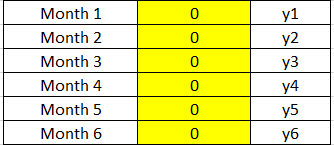 Month 1 0 y1
Month 2 0 y2
Month 3 0 y3
Month 4 0 y4
Month 5 0 y5
Month 6 0 y6